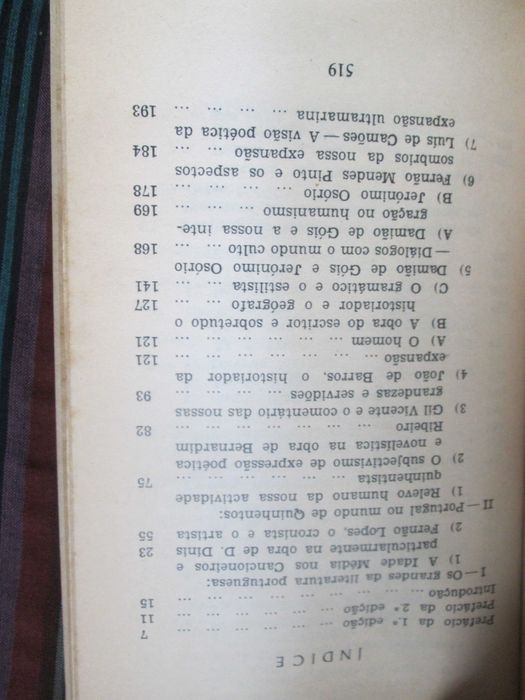 ÍNDICE
Prefácio da 1.ª edição ... ... ... ... 7
Prefácio da 2.ª edição ... ... ... ... 11
Introdução ... ... ... ... ... ... 15
I — Os grandes da literatura portuguesa:
1) A Idade Média nos Cancioneiros e
particularmente na obra de D. Dinis 23
2) Fernão Lopes, o cronista e o artista 55
II — Portugal no mundo de Quinhentos:
1) Relevo humano da nossa actividade
quinhentista ... ... ... ... ... 75
2) O subjectivismo de expressão poética
e novelística na obra de Bernardim
Ribeiro ... ... ... ... ... ... 82
3) Gil Vicente e o comentário das nossas
grandezas e servidões ... ... ... 93
4) João de Barros, o historiador da
expansão ... ... ... ... ... ... 121
A) O homem ... ... ... ... ... 121
B) A obra do escritor e sobretudo o
historiador e o geógrafo ... ... 127
C) O gramático e o estilista ... ... 141
5) Damião de Góis e Jerónimo Osório
— Diálogos com o mundo culto ... ... 168
A) Damião de Góis e a nossa inte-
gração no humanismo ... ... ... 169
B) Jerónimo Osório ... ... ... ... 178
6) Fernão Mendes Pinto e os aspectos
sombrios da nossa expansão ... ... 184
7) Luís de Camões — A visão poética da
expansão ultramarina ... ... ... ... 193
519